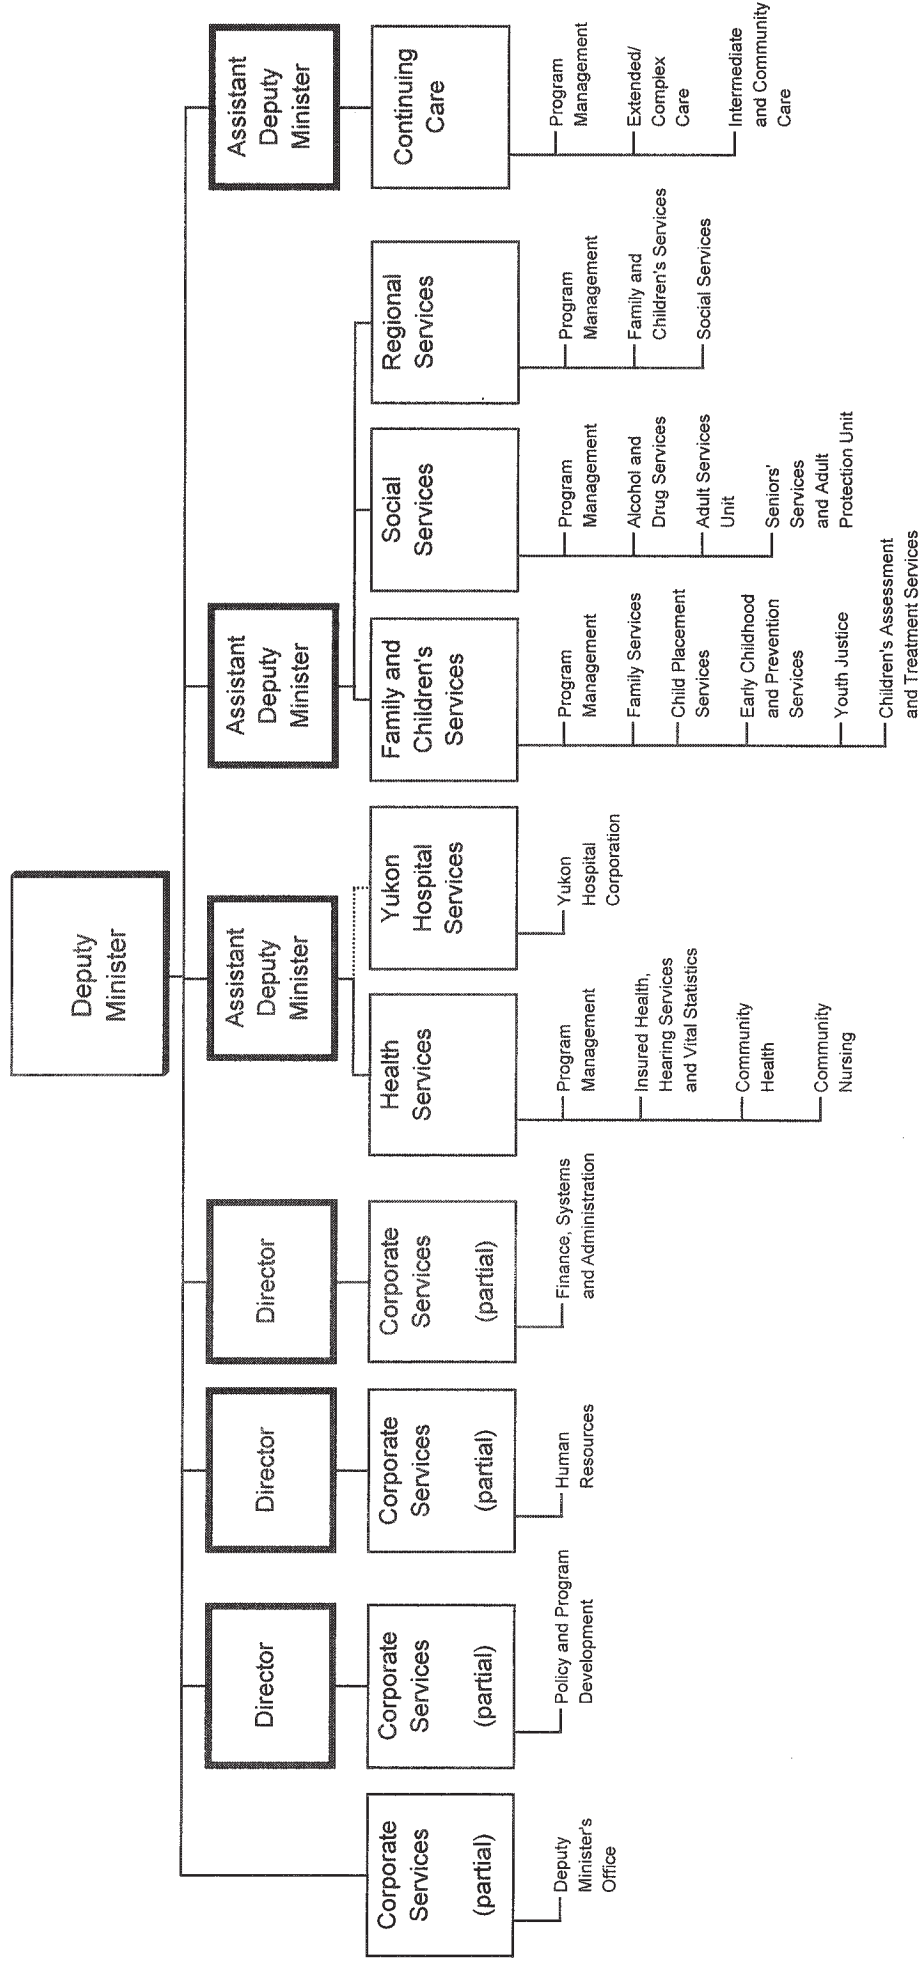 Deputy
Minister
Director
Director
Director
Assistant
Deputy
Minister
Assistant
Deputy
Minister
Assistant
Deputy
Minister
Corporate
Services
(partial)
Deputy
Minister's
Office
Corporate
Services
(partial)
Policy and Program
Development
Corporate
Services
(partial)
Human
Resources
Corporate
Services
(partial)
Finance, Systems
and Administration
Health
Services
Program
Management
Insured Health,
Hearing Services
and Vital Statistics
Community
Health
Community
Nursing
Yukon
Hospital
Services
Yukon
Hospital
Corporation
Family and
Children's
Services
Program
Management
Family Services
Child Placement
Services
Early Childhood
and Prevention
Services
Youth Justice
Children's Assessment
and Treatment Services
Social
Services
Program
Management
Alcohol and
Drug Services
Adult Services
Unit
Seniors'
Services
and Adult
Protection Unit
Regional
Services
Program
Management
Family and
Children's Services
Social Services
Continuing
Care
Program
Management
Extended/
Complex
Care
Intermediate
and Community
Care